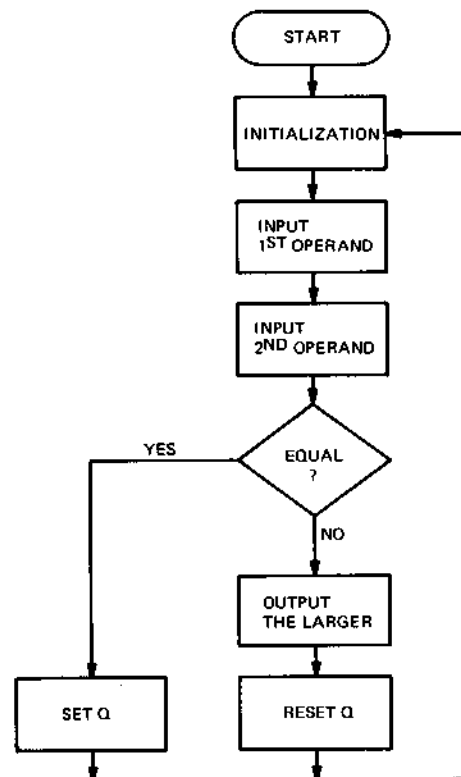 START
INITIALIZATION
INPUT
1ST OPERAND
INPUT
2ND OPERAND
EQUAL
?
YES
NO
OUTPUT
THE LARGER
SET Q
RESET Q